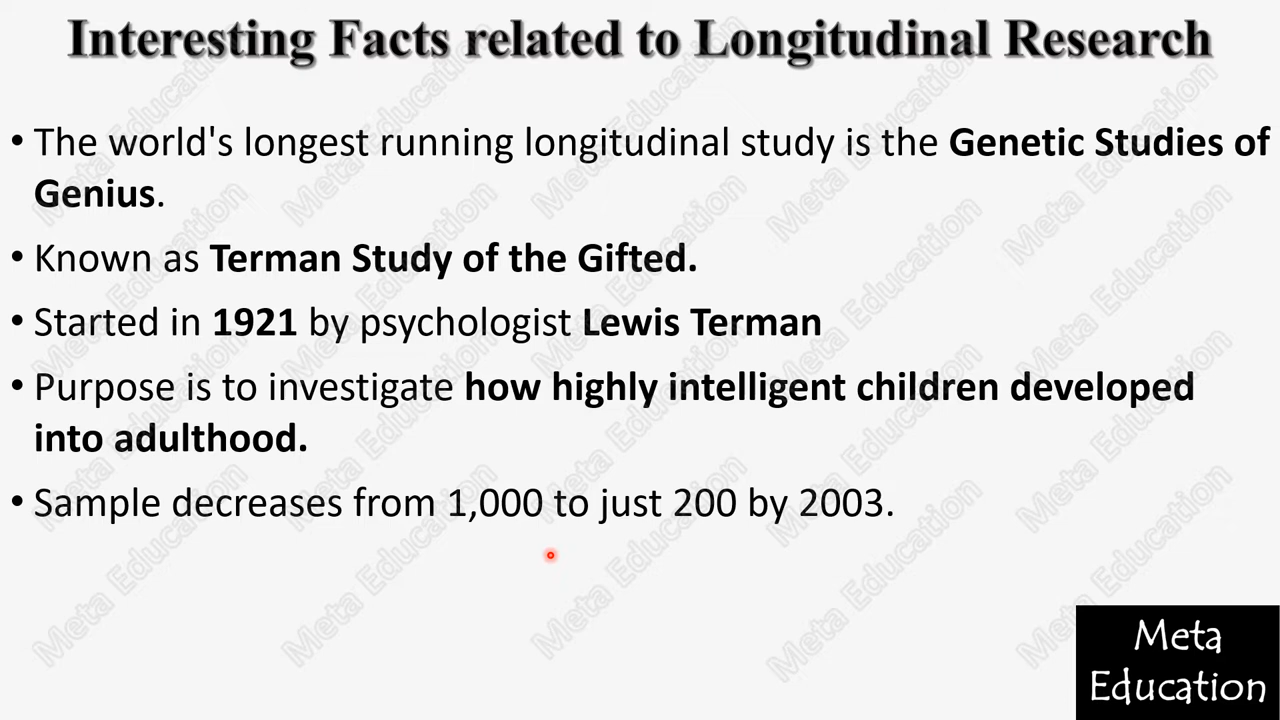 Interesting Facts related to Longitudinal Research
• The world's longest running longitudinal study is the Genetic Studies of
Genius.
• Known as Terman Study of the Gifted.
• Started in 1921 by psychologist Lewis Terman
• Purpose is to investigate how highly intelligent children developed
into adulthood.
• Sample decreases from 1,000 to just 200 by 2003.
Meta
Education